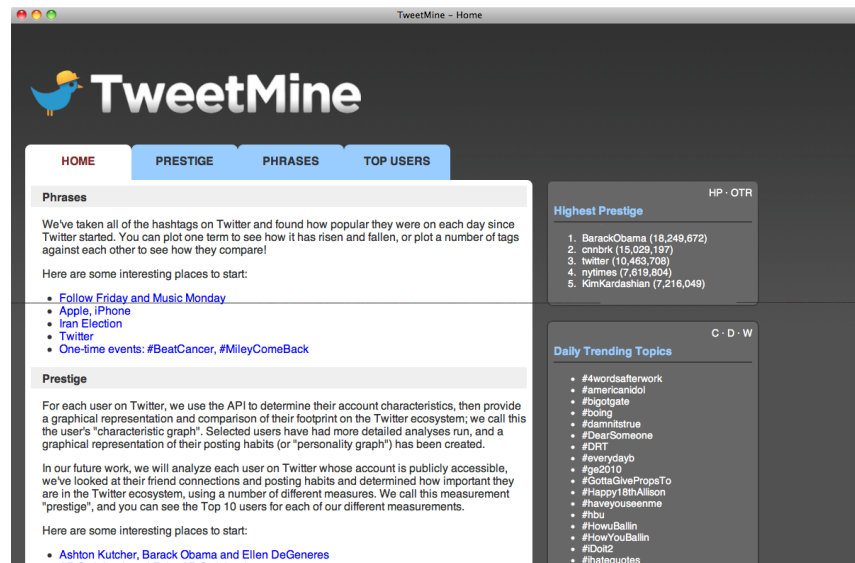 TweetMine – Home
TweetMine
HOME
PRESTIGE
PHRASES
TOP USERS
Phrases
We've taken all of the hashtags on Twitter and found how popular they were on each day since
Twitter started. You can plot one term to see how it has risen and fallen, or plot a number of tags
against each other to see how they compare!
Here are some interesting places to start:
• Follow Friday and Music Monday
• Apple, iPhone
• Iran Election
• Twitter
• One-time events: #BeatCancer, #MileyComeBack
Prestige
For each user on Twitter, we use the API to determine their account characteristics, then provide
a graphical representation and comparison of their footprint on the Twitter ecosystem; we call this
the user's "characteristic graph". Selected users have had more detailed analyses run, and a
graphical representation of their posting habits (or "personality graph") has been created.
In our future work, we will analyze each user on Twitter whose account is publicly accessible,
we've looked at their friend connections and posting habits and determined how important they
are in the Twitter ecosystem, using a number of different measures. We call this measurement
"prestige", and you can see the Top 10 users for each of our different measurements.
Here are some interesting places to start:
• Ashton Kutcher, Barack Obama and Ellen DeGeneres
HP · OTR
Highest Prestige
1. BarackObama (18,249,672)
2. cnnbrk (15,029,197)
3. twitter (10,463,708)
4. nytimes (7,619,804)
5. KimKardashian (7,216,049)
C · D · W
Daily Trending Topics
• #4wordsafterwork
• #americanidol
• #bigotgate
• #boing
• #damnitstrue
• #DearSomeone
• #DRT
• #everydayb
• #ge2010
• #GottaGivePropsTo
• #Happy18thAllison
• #haveyouseenme
• #hbu
• #HowuBallin
• #HowYouBallin
• #iDoit2
• #ihatequotes